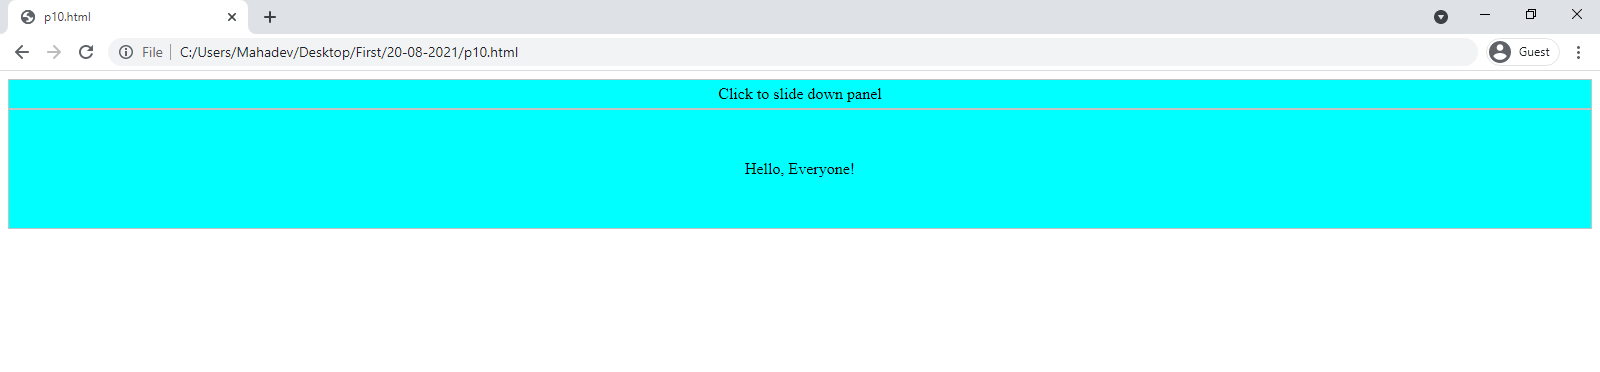 p10.html
File C:/Users/Mahadev/Desktop/First/20-08-2021/p10.html Guest
Click to slide down panel
Hello, Everyone!